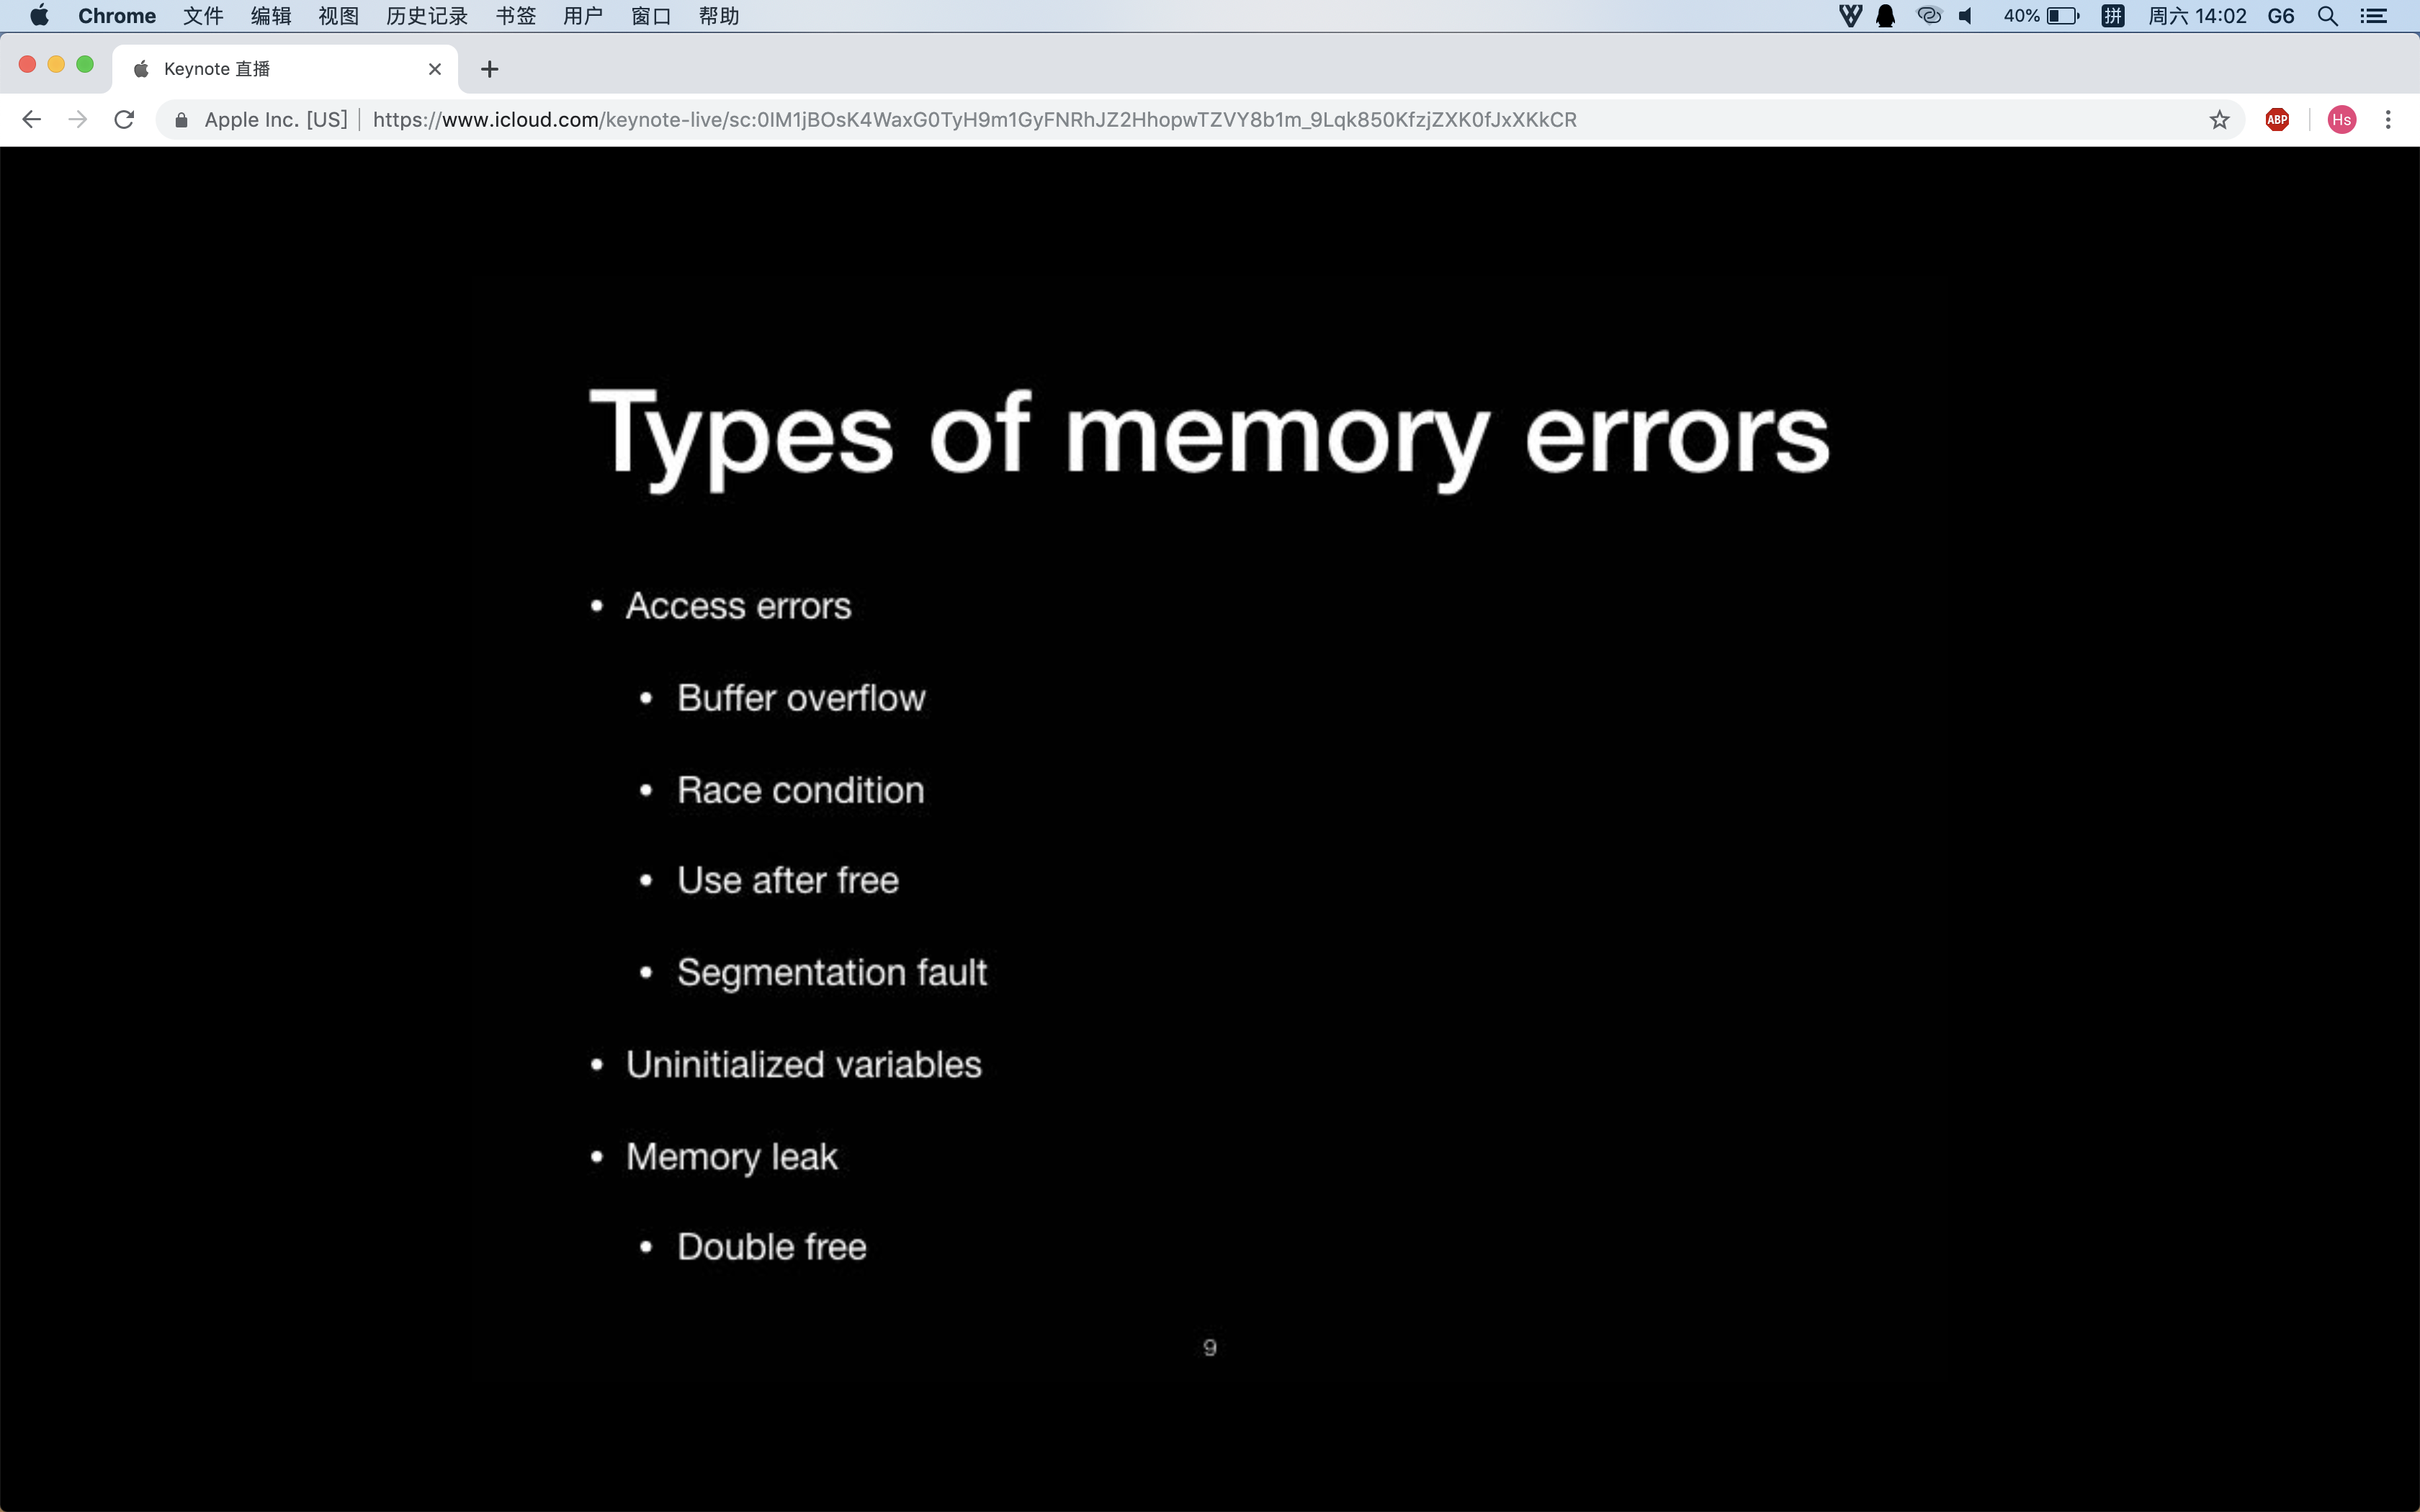 Chrome 文件 编辑 视图 历史记录 书签 用户 窗口 帮助 40% 拼 周六 14:02 G6
Keynote 直播
Apple Inc. [US] https://www.icloud.com/keynote-live/sc:0IM1jBOsK4WaxG0TyH9m1GyFNRhJZ2HhopwTZVY8b1m_9Lqk850KfzjZXK0fJxXKkCR ABP Hs
Types of memory errors
• Access errors
• Buffer overflow
• Race condition
• Use after free
• Segmentation fault
• Uninitialized variables
• Memory leak
• Double free
9